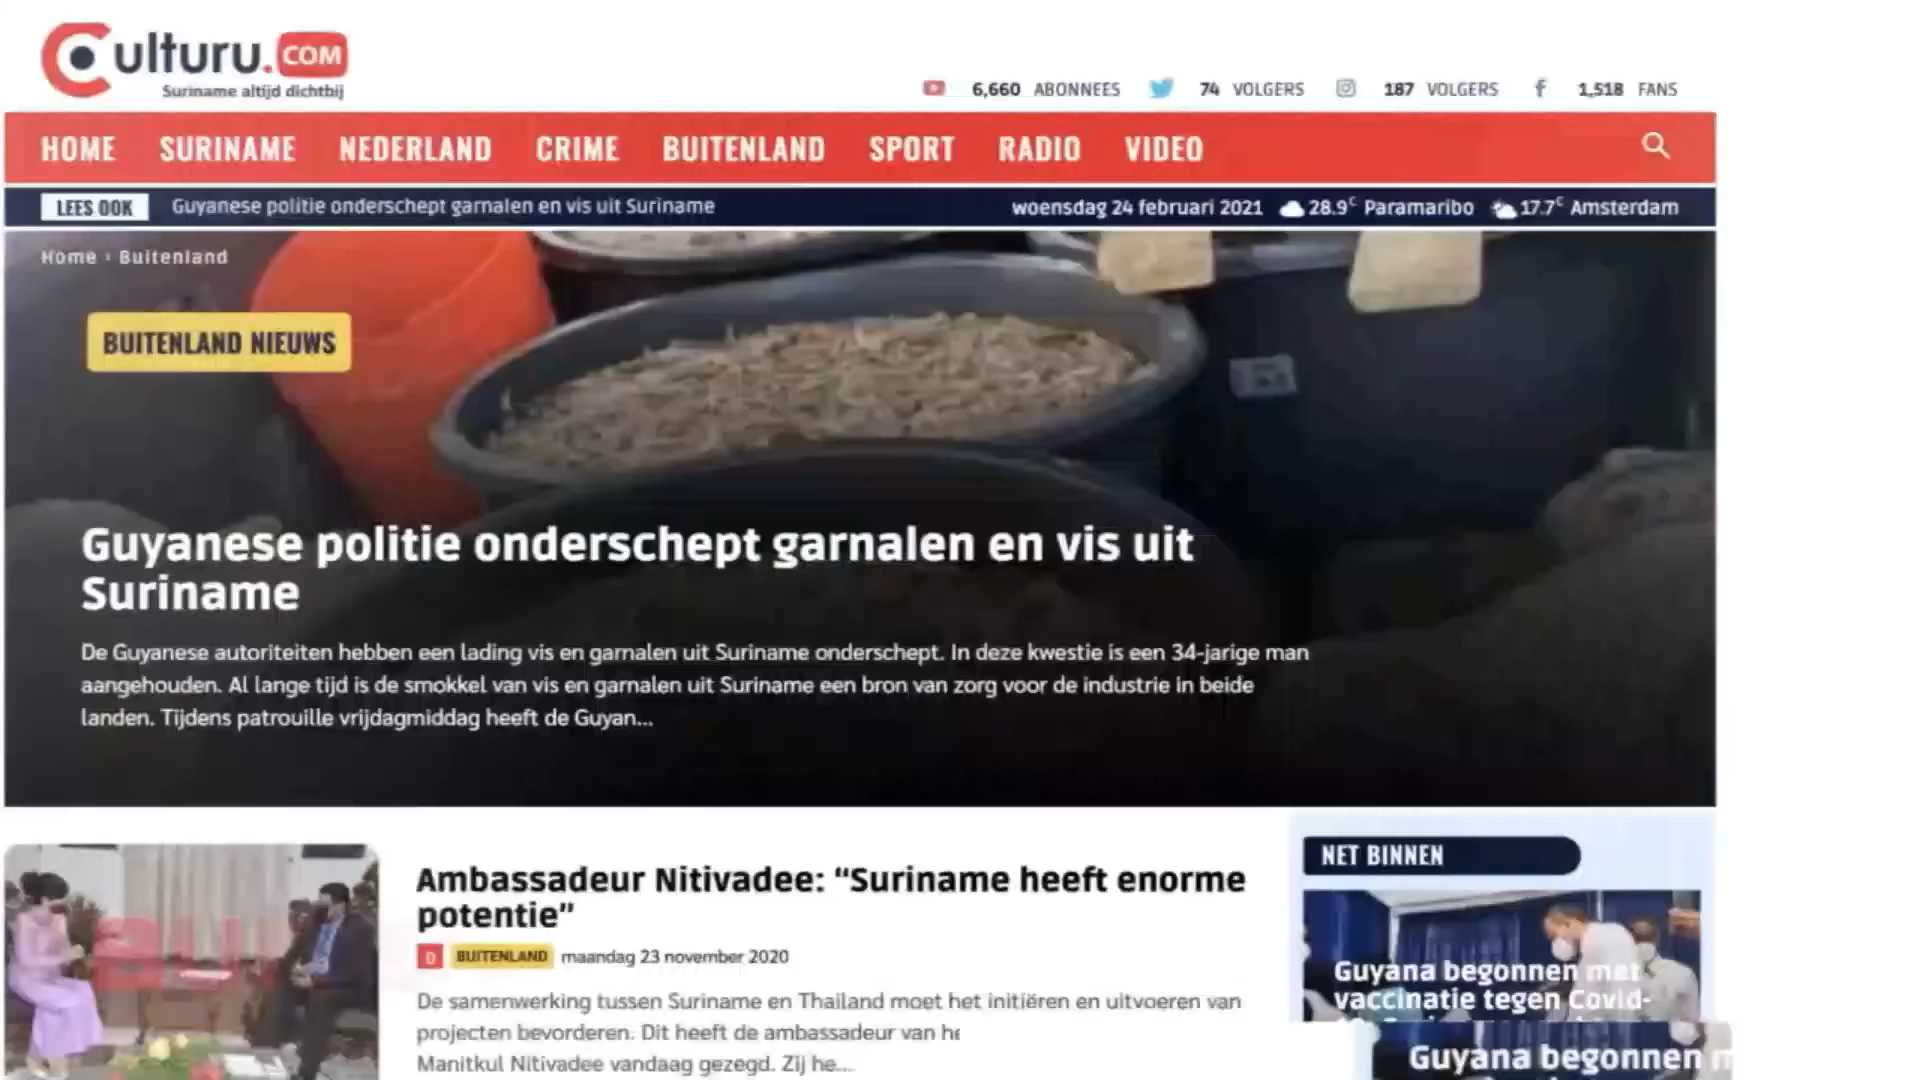 Culturu.COM
Suriname altijd dichtbij
6,660 ABONNEES 74 VOLGERS 187 VOLGERS 1,518 FANS
HOME SURINAME NEDERLAND CRIME BUITENLAND SPORT RADIO VIDEO
LEES OOK Guyanese politie onderschept garnalen en vis uit Suriname woensdag 24 februari 2021 28.9C Paramaribo 17.7C Amsterdam
Home › Buitenland
BUITENLAND NIEUWS
Guyanese politie onderschept garnalen en vis uit
Suriname
De Guyanese autoriteiten hebben een lading vis en garnalen uit Suriname onderschept. In deze kwestie is een 34-jarige man
aangehouden. Al lange tijd is de smokkel van vis en garnalen uit Suriname een bron van zorg voor de industrie in beide
landen. Tijdens patrouille vrijdagmiddag heeft de Guyan...
Ambassadeur Nitivadee: “Suriname heeft enorme
potentie”
D BUITENLAND maandag 23 november 2020
De samenwerking tussen Suriname en Thailand moet het initiëren en uitvoeren van
projecten bevorderen. Dit heeft de ambassadeur van
Manitkul Nitivadee vandaag gezegd. Zij he...
NET BINNEN
Guyana begonnen met
vaccinatie tegen Covid-
Guyana begonnen